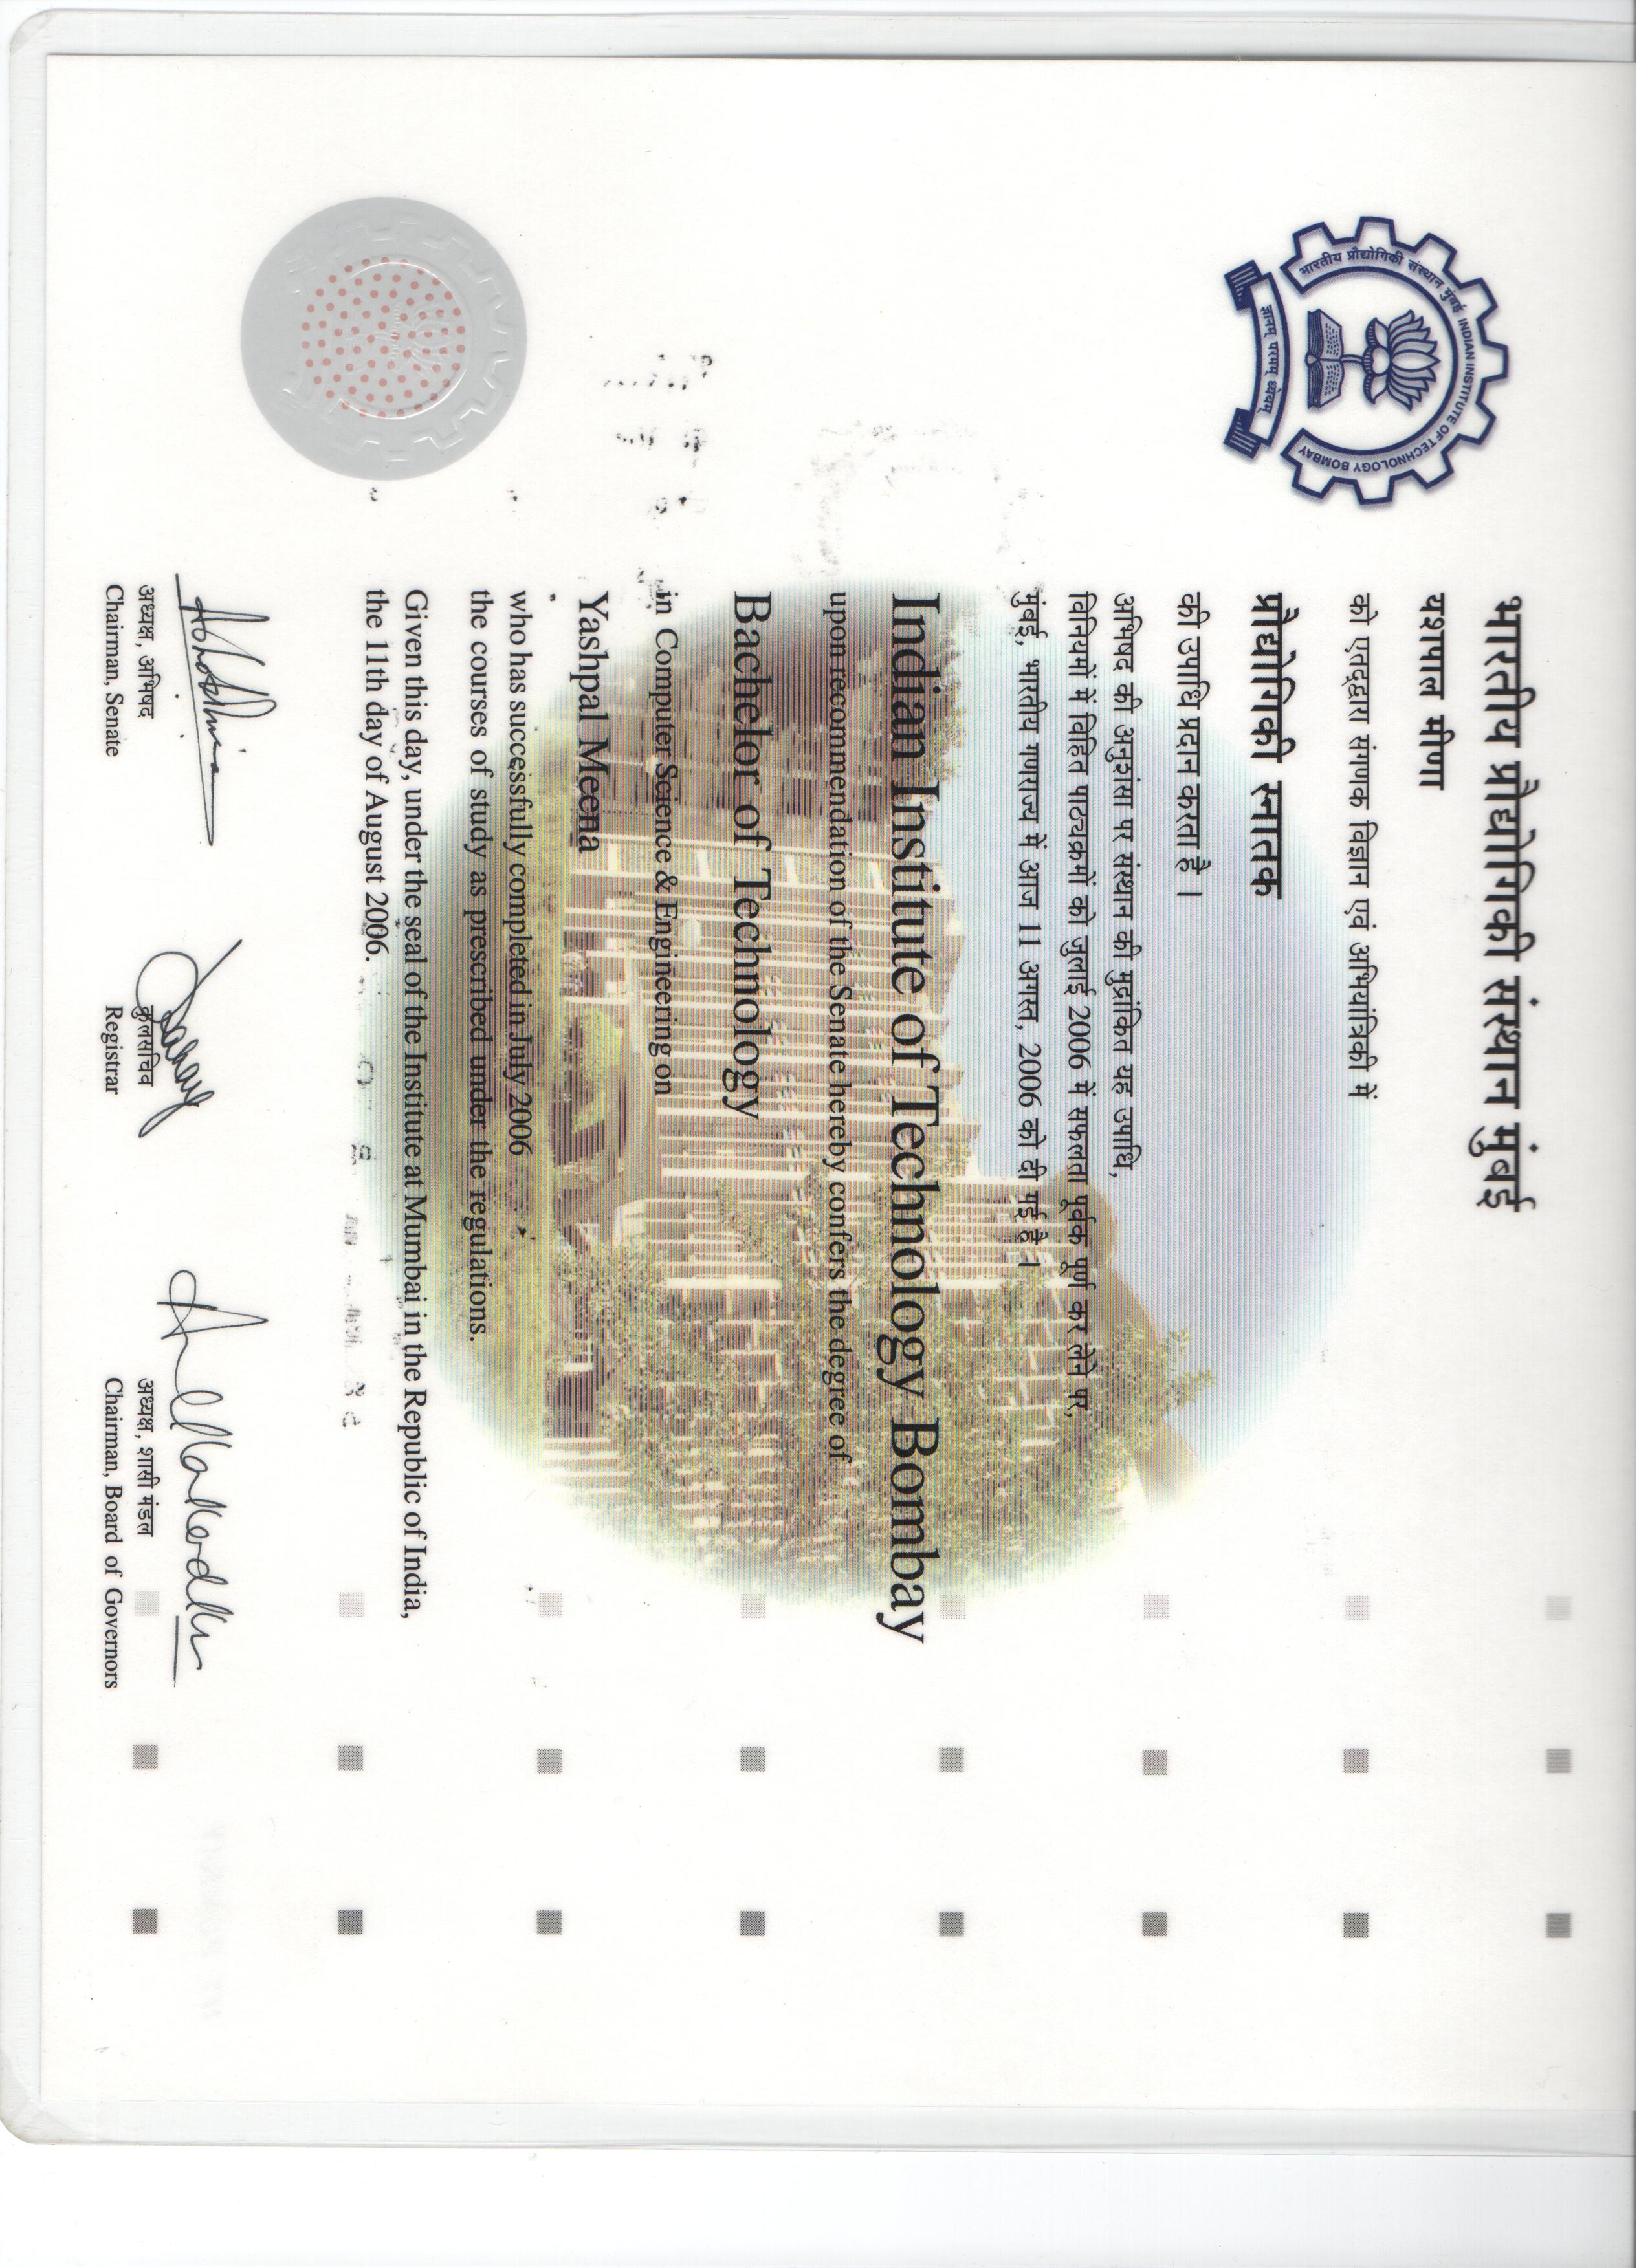 भारतीय प्रौद्योगिकी संस्थान मुंबई
यशपाल मीणा
को एतद्द्वारा संगणक विज्ञान एवं अभियांत्रिकी में
प्रौद्योगिकी स्नातक
की उपाधि प्रदान करता है ।
अभिषद की अनुशंसा पर संस्थान की मुद्रांकित यह उपाधि,
विनियमों में विहित पाठ्यक्रमों को जुलाई 2006 में सफलता पूर्वक पूर्ण कर लेने पर,
मुंबई, भारतीय गणराज्य में आज 11 अगस्त, 2006 को दी गई है ।
भारतीय प्रौद्योगिकी संस्थान मुंबई INDIAN INSTITUTE OF TECHNOLOGY BOMBAY
ज्ञानम् परमम् ध्येयम्
Indian Institute of Technology Bombay
upon recommendation of the Senate hereby confers the degree of
Bachelor of Technology
in Computer Science & Engineering on
Yashpal Meena
who has successfully completed in July 2006
the courses of study as prescribed under the regulations.
Given this day, under the seal of the Institute at Mumbai in the Republic of India,
the 11th day of August 2006.
अध्यक्ष, अभिषद
Chairman, Senate
कुलसचिव
Registrar
अध्यक्ष, शासी मंडल
Chairman, Board of Governors